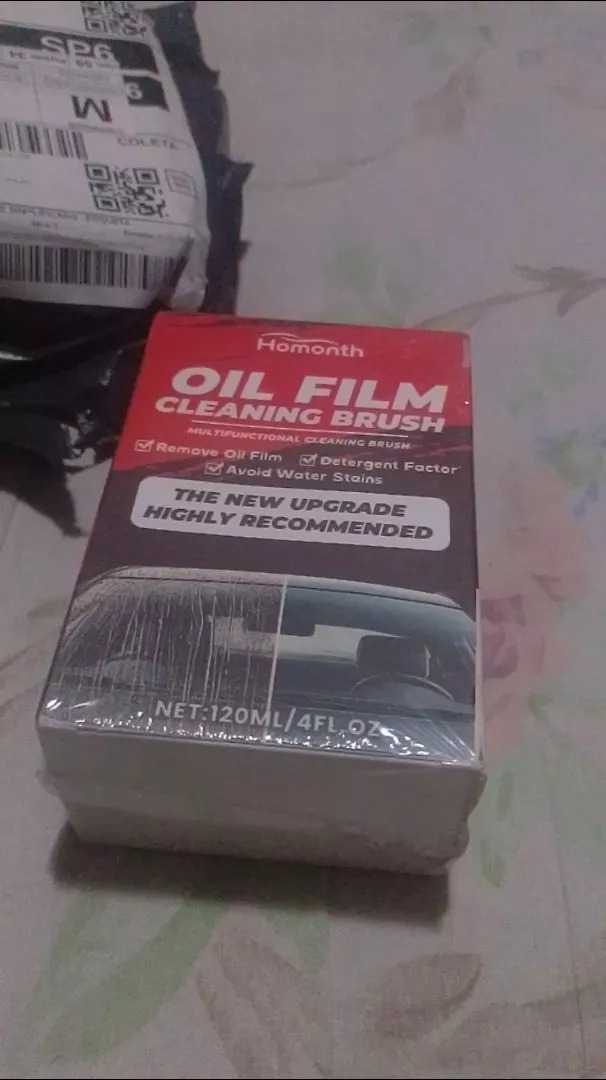 SP6
6
M
COLETA
Homonth
OIL FILM
CLEANING BRUSH
MULTIFUNCTIONAL CLEANING BRUSH
Remove Oil Film Detergent Factor
Avoid Water Stains
THE NEW UPGRADE
HIGHLY RECOMMENDED
NET:120ML/4FL.OZ